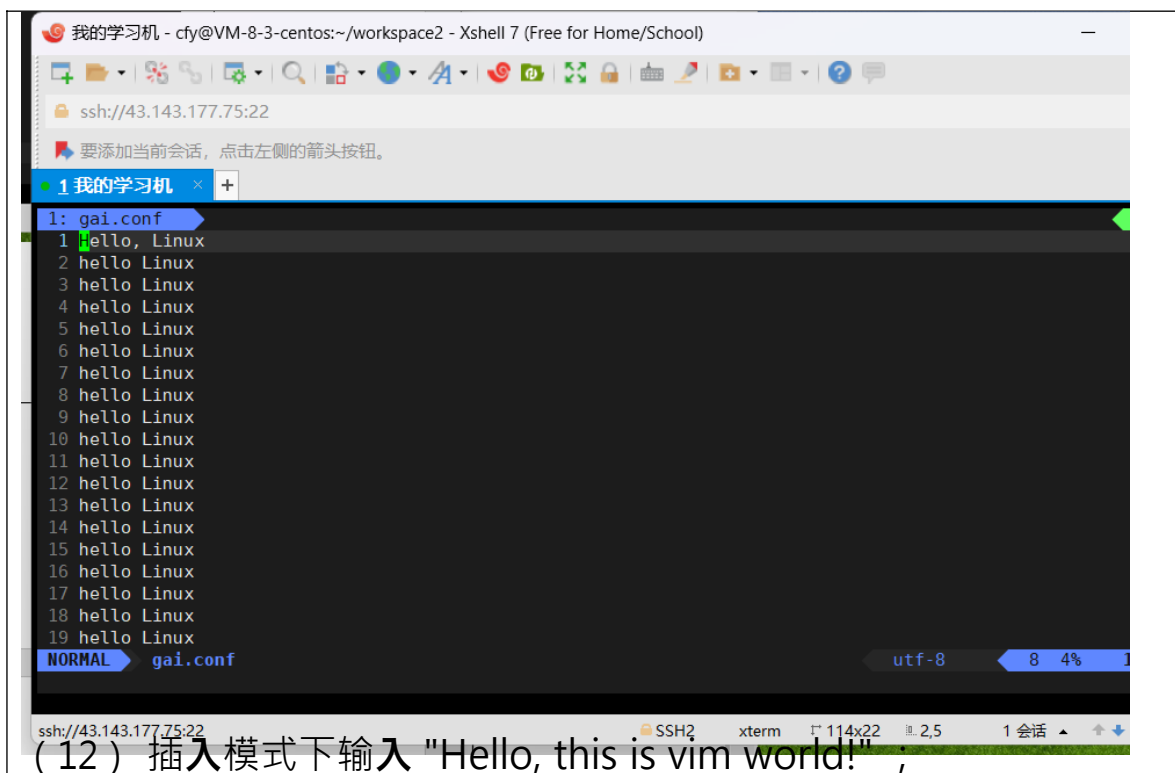 我的学习机 - cfy@VM-8-3-centos:~/workspace2 - Xshell 7 (Free for Home/School)
ssh://43.143.177.75:22
要添加当前会话，点击左侧的箭头按钮。
1 我的学习机 × +
1: gai.conf
1 Hello, Linux
2 hello Linux
3 hello Linux
4 hello Linux
5 hello Linux
6 hello Linux
7 hello Linux
8 hello Linux
9 hello Linux
10 hello Linux
11 hello Linux
12 hello Linux
13 hello Linux
14 hello Linux
15 hello Linux
16 hello Linux
17 hello Linux
18 hello Linux
19 hello Linux
NORMAL gai.conf utf-8 8 4% 1
ssh://43.143.177.75:22 SSH2 xterm 114x22 2,5 1 会话
（12） 插入模式下输入 "Hello, this is vim world!" ;